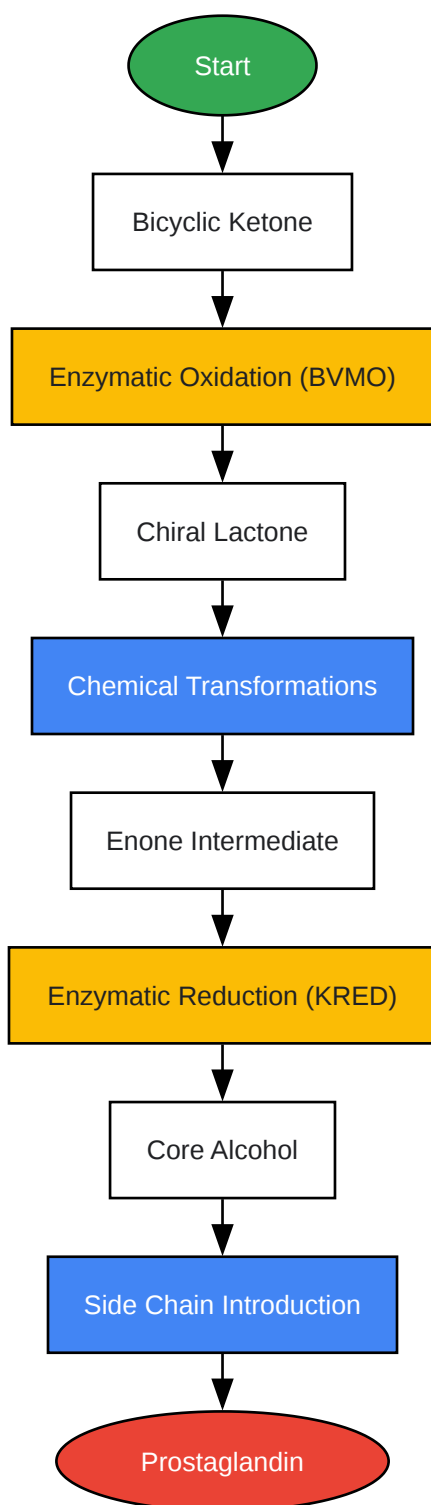 Start
Bicyclic Ketone
Enzymatic Oxidation (BVMO)
Chiral Lactone
Chemical Transformations
Enone Intermediate
Enzymatic Reduction (KRED)
Core Alcohol
Side Chain Introduction
Prostaglandin